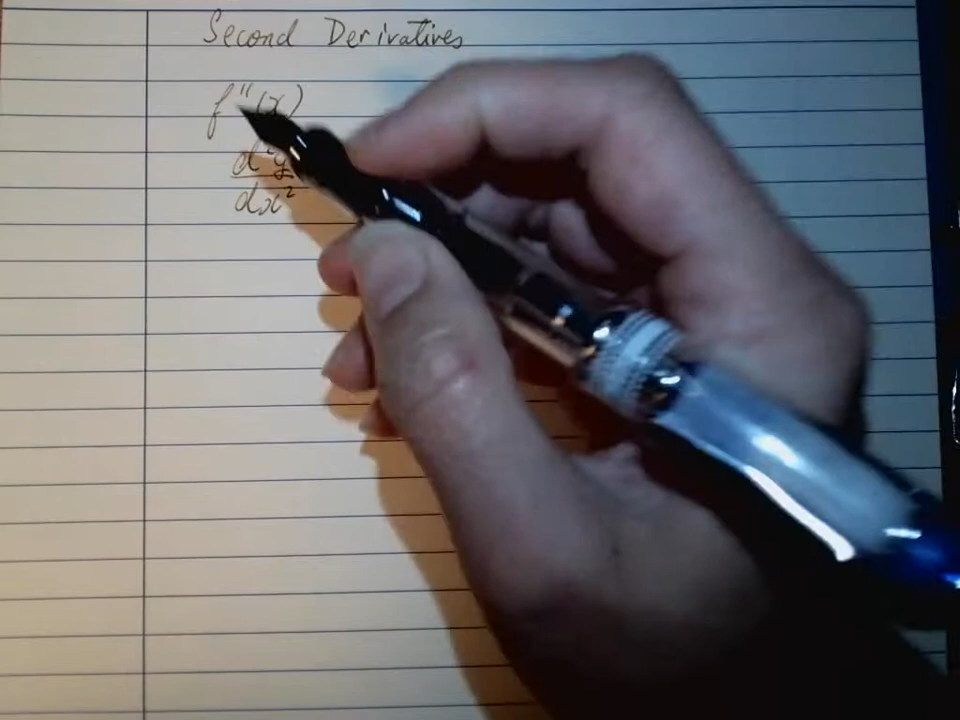 Second Derivatives
f''(x)
d²y
dx²